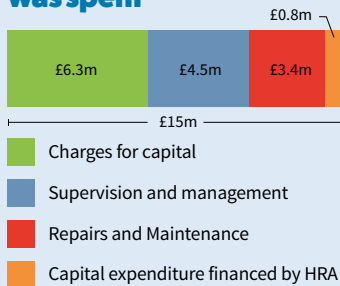 was spent
£0.8m
£6.3m £4.5m £3.4m
£15m
Charges for capital
Supervision and management
Repairs and Maintenance
Capital expenditure financed by HRA